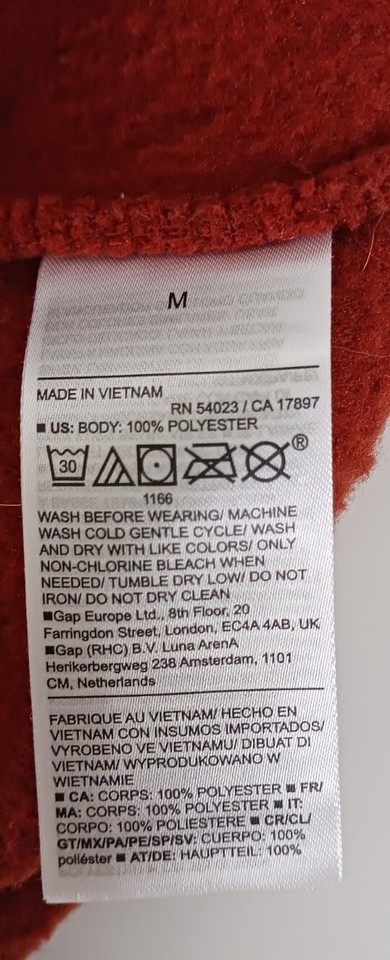 M
MADE IN VIETNAM
RN 54023 / CA 17897
■ US: BODY: 100% POLYESTER
30
®
1166
WASH BEFORE WEARING/ MACHINE
WASH COLD GENTLE CYCLE/ WASH
AND DRY WITH LIKE COLORS/ ONLY
NON-CHLORINE BLEACH WHEN
NEEDED/ TUMBLE DRY LOW/ DO NOT
IRON/ DO NOT DRY CLEAN
■Gap Europe Ltd., 8th Floor, 20
Farringdon Street, London, EC4A 4AB, UK
■Gap (RHC) B.V. Luna ArenA
Herikerbergweg 238 Amsterdam, 1101
CM, Netherlands
FABRIQUE AU VIETNAM/ HECHO EN
VIETNAM CON INSUMOS IMPORTADOS/
VYROBENO VE VIETNAMU/ DIBUAT DI
VIETNAM/ WYPRODUKOWANO W
WIETNAMIE
■ CA: CORPS: 100% POLYESTER ■ FR/
MA: CORPS: 100% POLYESTER ■ IT:
CORPO: 100% POLIESTERE ■ CR/CL/
GT/MX/PA/PE/SP/SV: CUERPO: 100%
poliéster ■ AT/DE: HAUPTTEIL: 100%